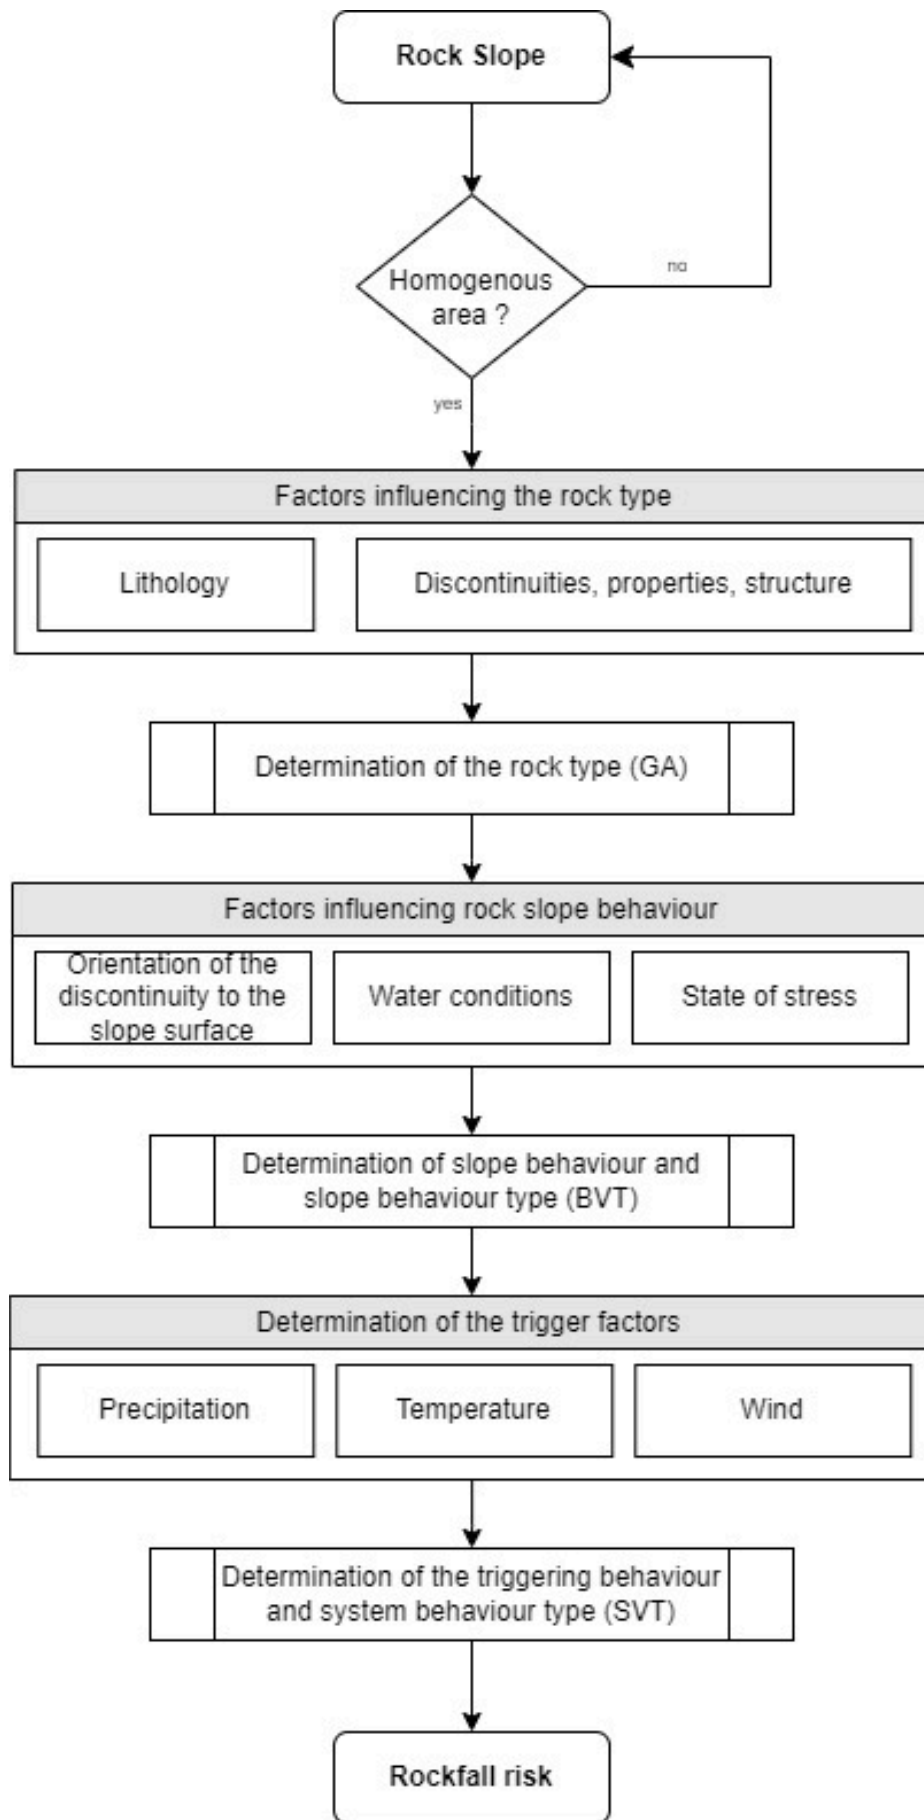 Rock Slope
Homogenous
area ?
no
yes
Factors influencing the rock type
Lithology
Discontinuities, properties, structure
Determination of the rock type (GA)
Factors influencing rock slope behaviour
Orientation of the
discontinuity to the
slope surface
Water conditions
State of stress
Determination of slope behaviour and
slope behaviour type (BVT)
Determination of the trigger factors
Precipitation
Temperature
Wind
Determination of the triggering behaviour
and system behaviour type (SVT)
Rockfall risk